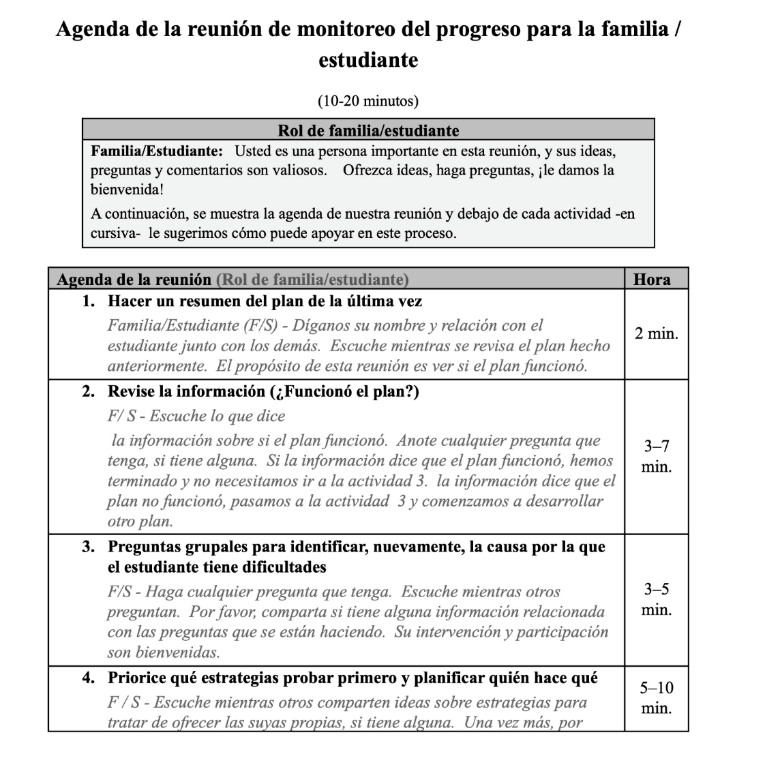 Agenda de la reunión de monitoreo del progreso para la familia /
estudiante
(10-20 minutos)
Rol de familia/estudiante
Familia/Estudiante: Usted es una persona importante en esta reunión, y sus ideas,
preguntas y comentarios son valiosos. Ofrezca ideas, haga preguntas, ¡le damos la
bienvenida!
A continuación, se muestra la agenda de nuestra reunión y debajo de cada actividad -en
cursiva- le sugerimos cómo puede apoyar en este proceso.
Agenda de la reunión (Rol de familia/estudiante) Hora
1. Hacer un resumen del plan de la última vez
Familia/Estudiante (F/S) - Díganos su nombre y relación con el
estudiante junto con los demás. Escuche mientras se revisa el plan hecho
anteriormente. El propósito de esta reunión es ver si el plan funcionó.
2 min.
2. Revise la información (¿Funcionó el plan?)
F/ S - Escuche lo que dice
la información sobre si el plan funcionó. Anote cualquier pregunta que
tenga, si tiene alguna. Si la información dice que el plan funcionó, hemos
terminado y no necesitamos ir a la actividad 3. la información dice que el
plan no funcionó, pasamos a la actividad 3 y comenzamos a desarrollar
otro plan.
3–7
min.
3. Preguntas grupales para identificar, nuevamente, la causa por la que
el estudiante tiene dificultades
F/S - Haga cualquier pregunta que tenga. Escuche mientras otros
preguntan. Por favor, comparta si tiene alguna información relacionada
con las preguntas que se están haciendo. Su intervención y participación
son bienvenidas.
3–5
min.
4. Priorice qué estrategias probar primero y planificar quién hace qué
F / S - Escuche mientras otros comparten ideas sobre estrategias para
tratar de ofrecer las suyas propias, si tiene alguna. Una vez más, por
5–10
min.